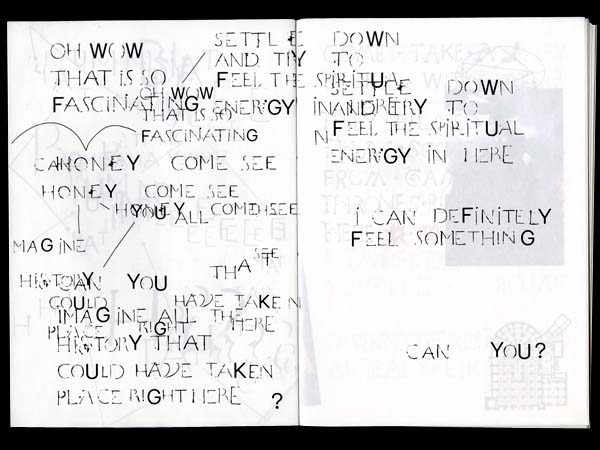 OH WOW
THAT IS SO
FASCINATING
OH WOW
THAT IS SO
FASCINATING
CAN
HONEY COME SEE
HONEY COME SEE
HONEY COME SEE
YOU ALL THE
IMAGINE
SEE
THAT
HISTORY
CAN YOU
COULD HAVE TAKEN
IMAGINE ALL THE
PLACE RIGHT HERE
HISTORY THAT
COULD HAVE TAKEN
PLACE RIGHT HERE ?
SETTLE DOWN
AND TRY TO
FEEL THE SPIRITUAL
ENERGY IN HERE
SETTLE DOWN
AND TRY TO
FEEL THE SPIRITUAL
ENERGY IN HERE
I CAN DEFINITELY
FEEL SOMETHING
CAN YOU?